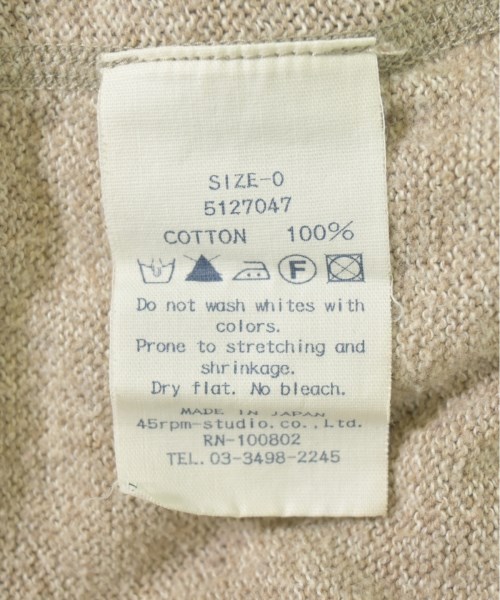 SIZE-0
5127047
COTTON 100%
F
Do not wash whites with
colors.
Prone to stretching and
shrinkage.
Dry flat. No bleach.
MADE IN JAPAN
45rpm-studio.co.,Ltd.
RN-100802
TEL. 03-3498-2245